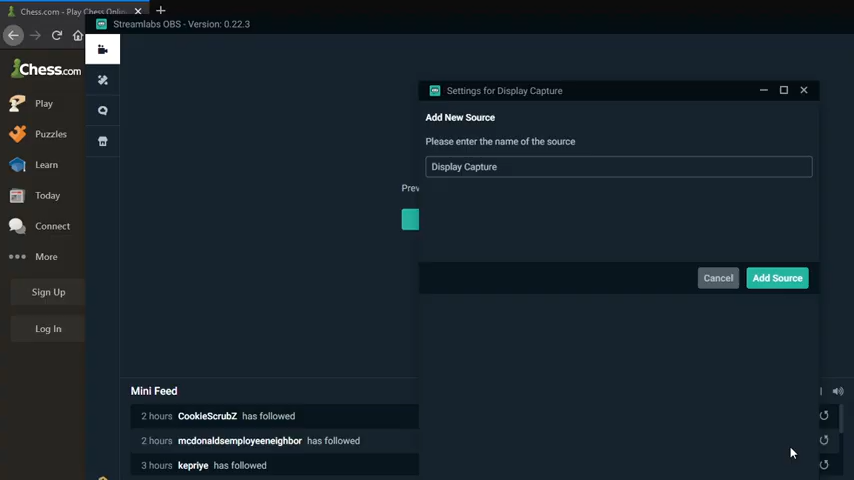 Chess.com - Play Chess Onlin
Streamlabs OBS - Version: 0.22.3
Chess.com
Play
Puzzles
Learn
Today
Connect
More
Sign Up
Log In
Settings for Display Capture
Add New Source
Please enter the name of the source
Display Capture
Cancel
Add Source
Mini Feed
2 hours CookieScrubZ has followed
2 hours mcdonaldsemployeeneighbor has followed
3 hours kepriye has followed